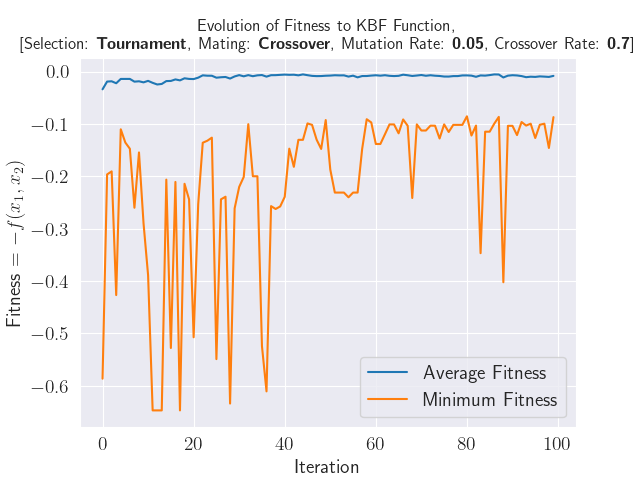 Evolution of Fitness to KBF Function,
[Selection: Tournament, Mating: Crossover, Mutation Rate: 0.05, Crossover Rate: 0.7]
Fitness = −f(x₁, x₂)
0.0
−0.1
−0.2
−0.3
−0.4
−0.5
−0.6
Average Fitness
Minimum Fitness
0 20 40 60 80 100
Iteration